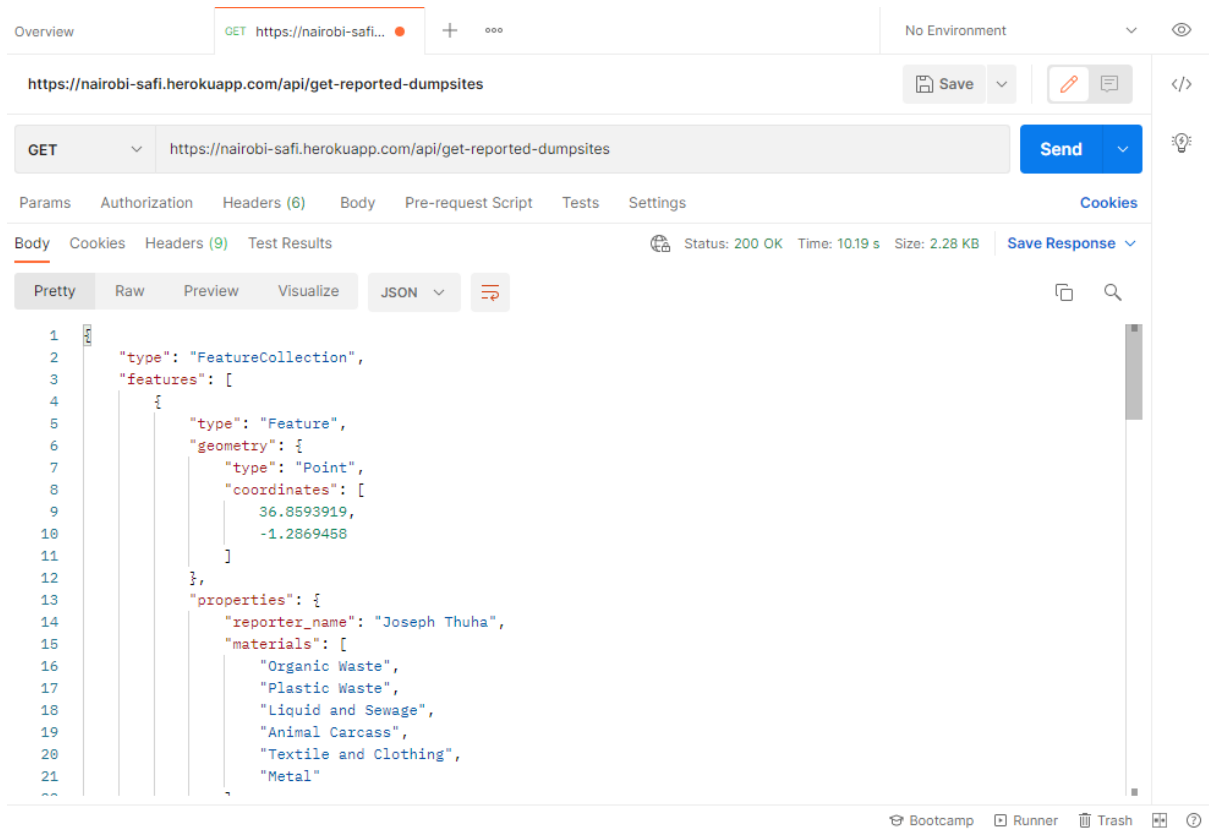 Overview GET https://nairobi-safi... No Environment
https://nairobi-safi.herokuapp.com/api/get-reported-dumpsites Save
GET https://nairobi-safi.herokuapp.com/api/get-reported-dumpsites Send
Params Authorization Headers (6) Body Pre-request Script Tests Settings Cookies
Body Cookies Headers (9) Test Results Status: 200 OK Time: 10.19 s Size: 2.28 KB Save Response
Pretty Raw Preview Visualize JSON
1 {
2 "type": "FeatureCollection",
3 "features": [
4 {
5 "type": "Feature",
6 "geometry": {
7 "type": "Point",
8 "coordinates": [
9 36.8593919,
10 -1.2869458
11 ]
12 },
13 "properties": {
14 "reporter_name": "Joseph Thuha",
15 "materials": [
16 "Organic Waste",
17 "Plastic Waste",
18 "Liquid and Sewage",
19 "Animal Carcass",
20 "Textile and Clothing",
21 "Metal"
Bootcamp Runner Trash